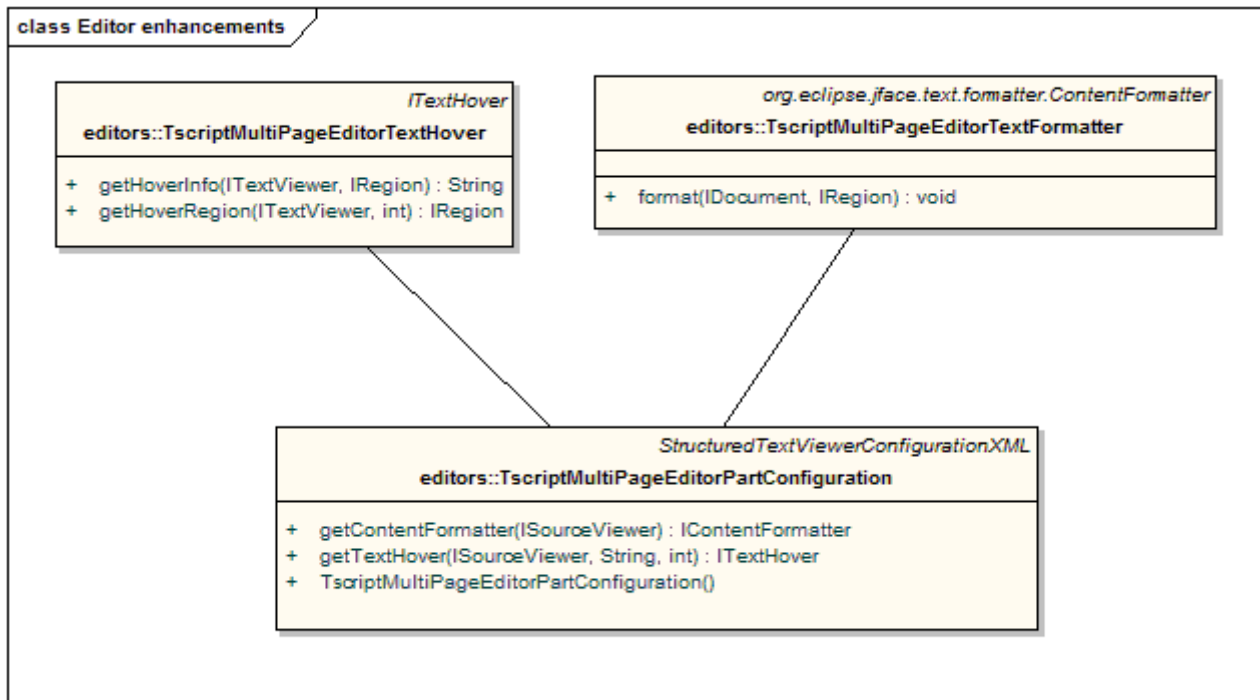 class Editor enhancements
ITextHover
editors::TscriptMultiPageEditorTextHover
+ getHoverInfo(ITextViewer, IRegion) : String
+ getHoverRegion(ITextViewer, int) : IRegion
org.eclipse.jface.text.formatter.ContentFormatter
editors::TscriptMultiPageEditorTextFormatter
+ format(IDocument, IRegion) : void
StructuredTextViewerConfigurationXML
editors::TscriptMultiPageEditorPartConfiguration
+ getContentFormatter(ISourceViewer) : IContentFormatter
+ getTextHover(ISourceViewer, String, int) : ITextHover
+ TscriptMultiPageEditorPartConfiguration()